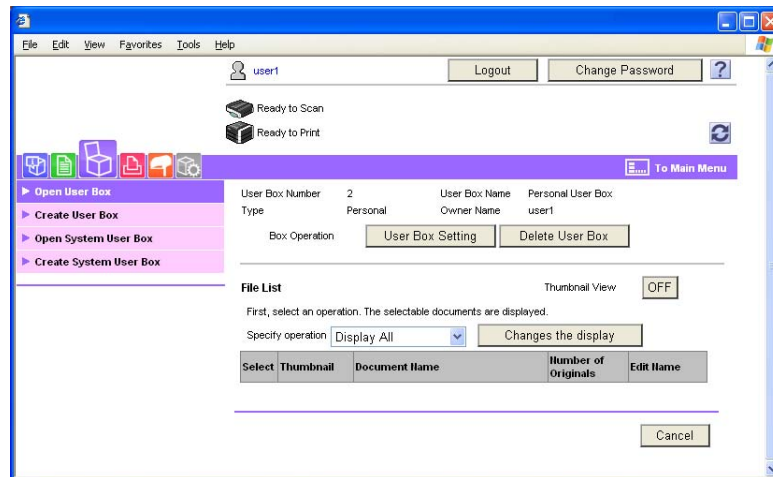 File Edit View Favorites Tools Help
user1 Logout Change Password ?
Ready to Scan
Ready to Print
To Main Menu
Open User Box
Create User Box
Open System User Box
Create System User Box
User Box Number 2 User Box Name Personal User Box
Type Personal Owner Name user1
Box Operation User Box Setting Delete User Box
File List Thumbnail View OFF
First, select an operation. The selectable documents are displayed.
Specify operation Display All Changes the display
Select Thumbnail Document Name Number of Originals Edit Name
Cancel